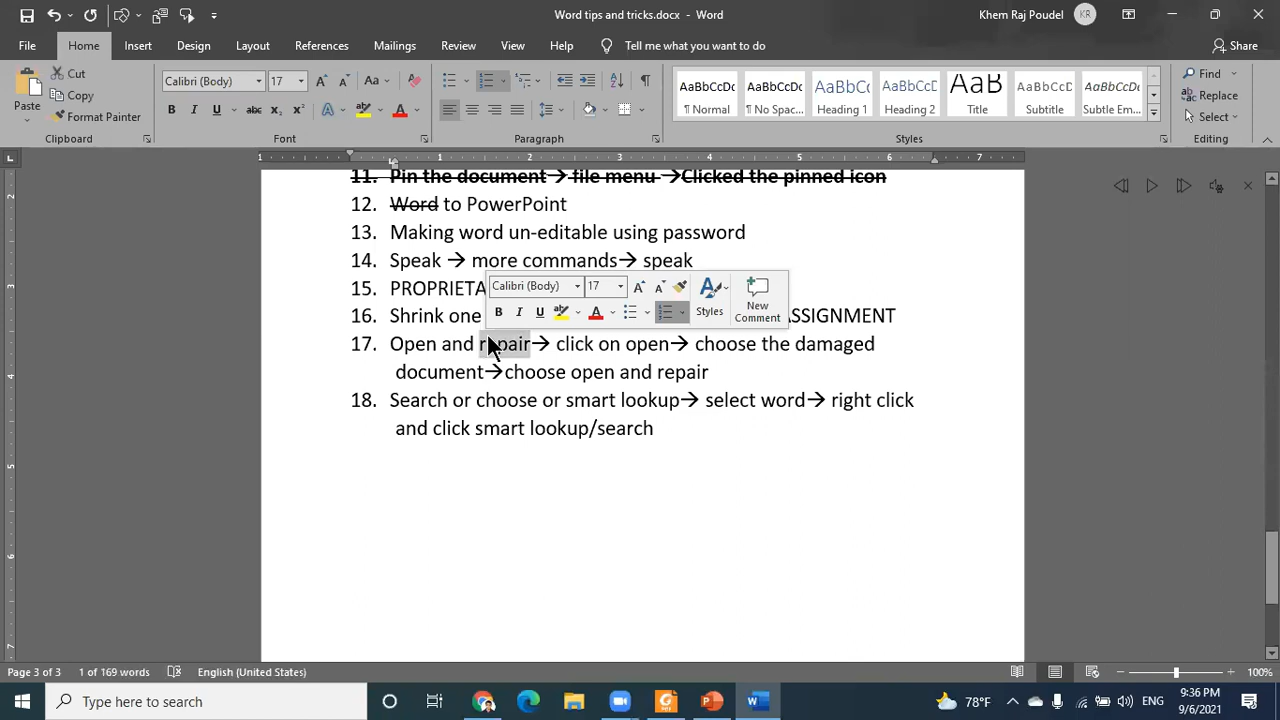 Word tips and tricks.docx - Word
Khem Raj Poudel
KR
File
Home
Insert
Design
Layout
References
Mailings
Review
View
Help
Tell me what you want to do
Share
Paste
Cut
Copy
Format Painter
Clipboard
Calibri (Body)
17
Font
Paragraph
AaBbCcDc
¶ Normal
AaBbCcDc
¶ No Spac...
AaBbCc
Heading 1
AaBbCcD
Heading 2
AaB
Title
AaBbCcD
Subtitle
AaBbCcDt
Subtle Em...
Styles
Find
Replace
Select
Editing
11. Pin the document→ file menu →Clicked the pinned icon
12. Word to PowerPoint
13. Making word un-editable using password
14. Speak → more commands→ speak
15. PROPRIETA
16. Shrink one ASSIGNMENT
17. Open and repair→ click on open→ choose the damaged
document→choose open and repair
18. Search or choose or smart lookup→ select word→ right click
and click smart lookup/search
Calibri (Body)
17
Styles
New
Comment
Page 3 of 3
1 of 169 words
English (United States)
100%
Type here to search
78°F
ENG
9:36 PM
9/6/2021